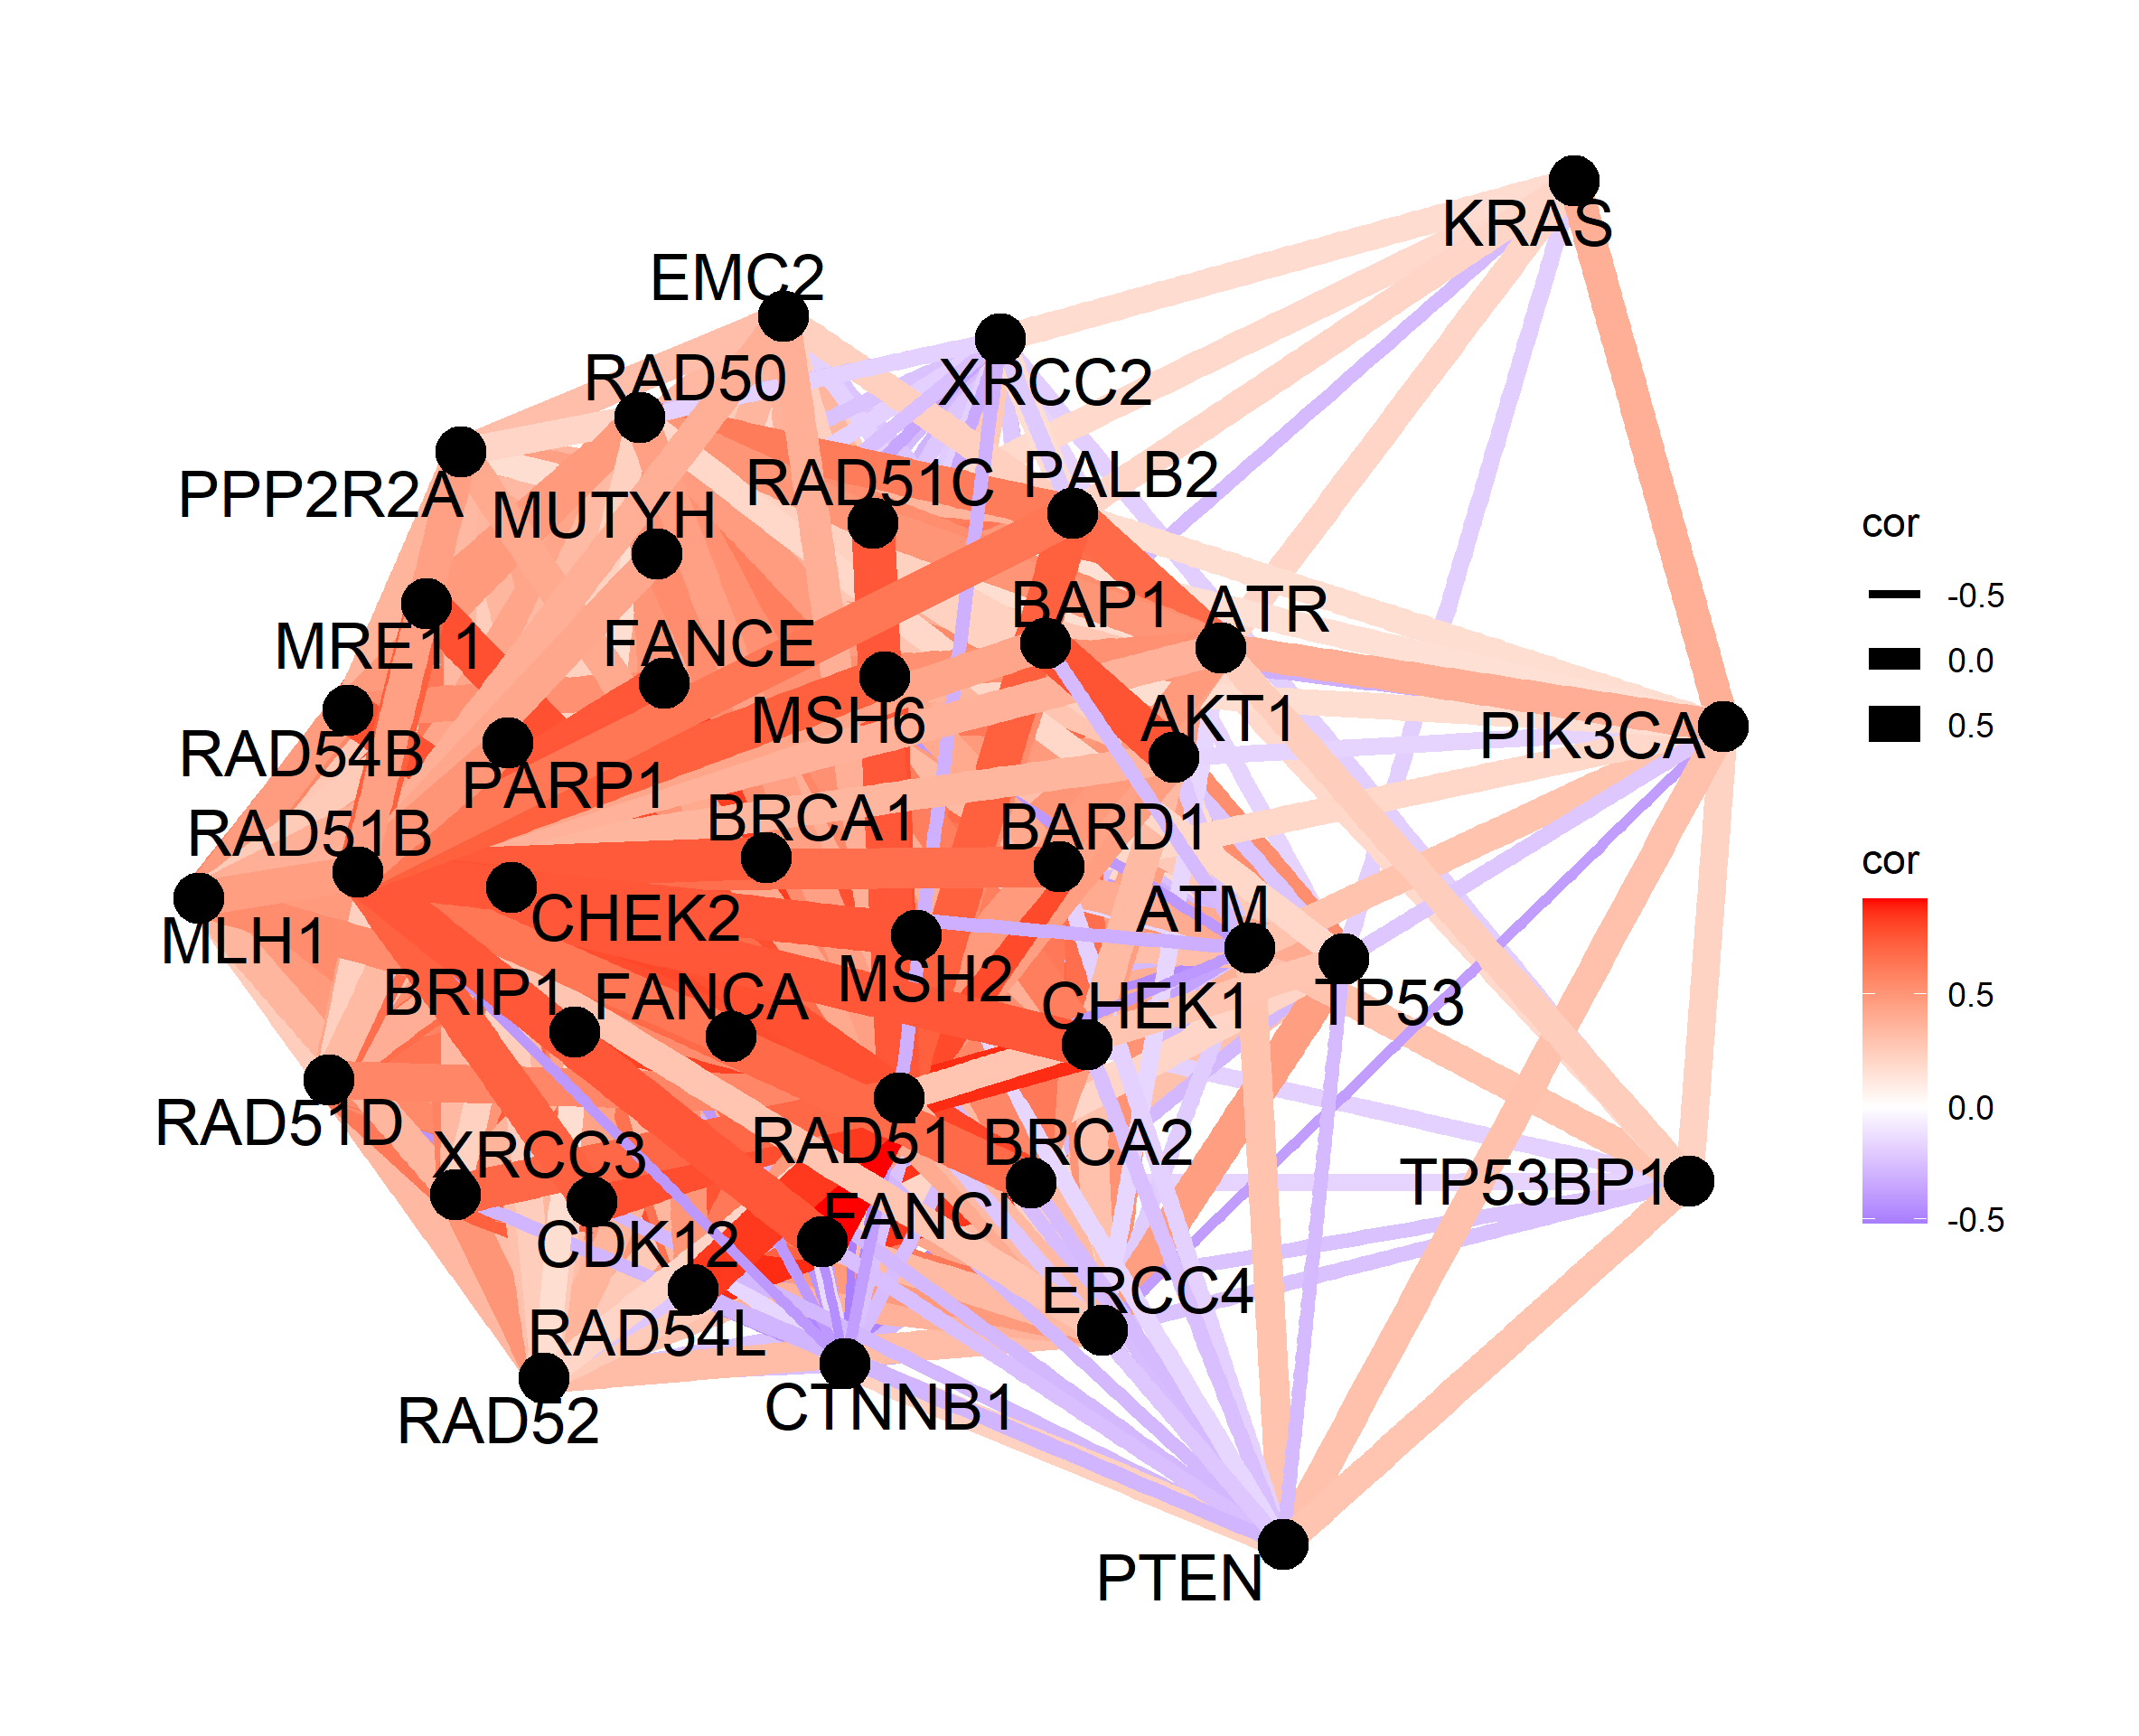 KRAS
EMC2
RAD50
XRCC2
PPP2R2A
MUTYH
RAD51C
PALB2
cor
-0.5
0.0
0.5
MRE11
FANCE
BAP1
ATR
RAD54B
PARP1
MSH6
AKT1
PIK3CA
RAD51B
BRCA1
BARD1
cor
0.5
0.0
-0.5
MLH1
CHEK2
MSH2
ATM
BRIP1
FANCA
CHEK1
TP53
RAD51D
XRCC3
RAD51
BRCA2
TP53BP1
CDK12
FANCI
RAD54L
ERCC4
RAD52
CTNNB1
PTEN